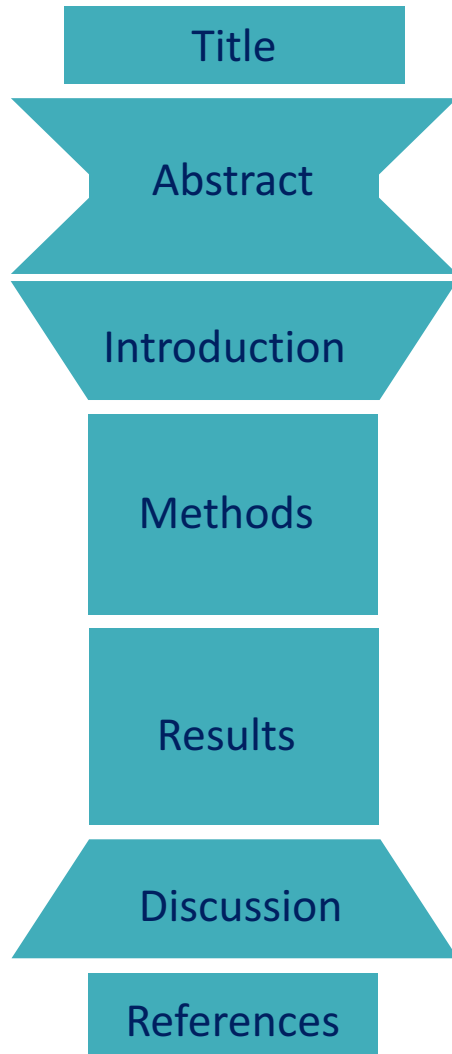 Title
Abstract
Introduction
Methods
Results
Discussion
References